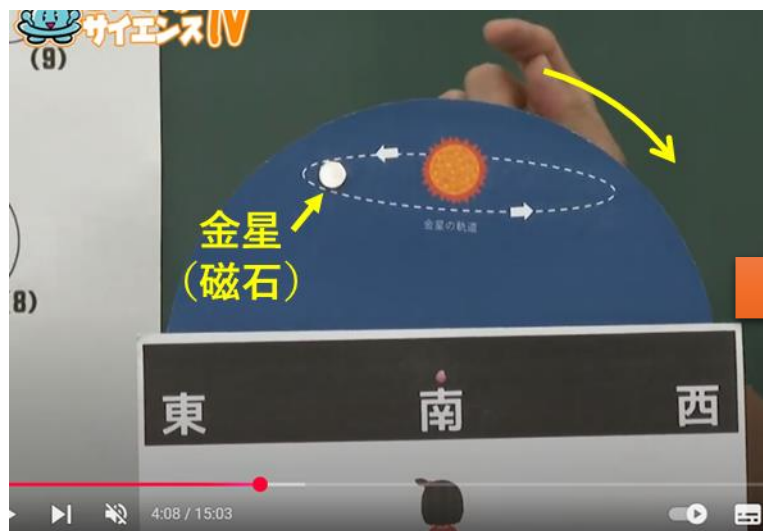 サイエンスTV
(9)
金星
（磁石）
金星の軌道
8)
東
南
西
4:08 / 15:03